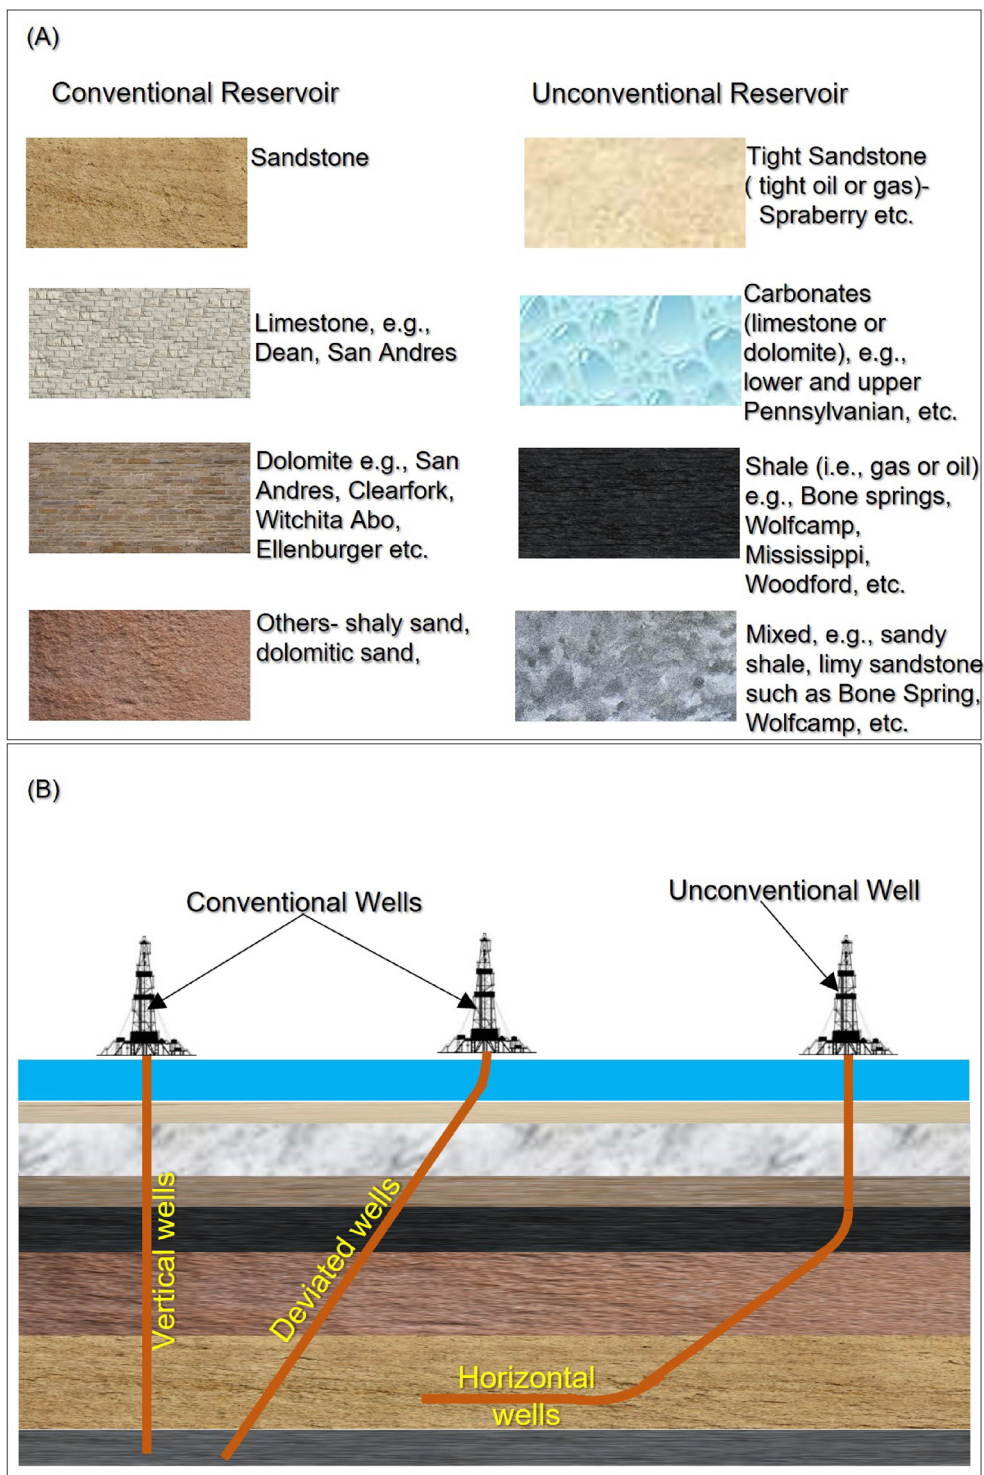 (A)
Conventional Reservoir
Unconventional Reservoir
Sandstone
Tight Sandstone
( tight oil or gas)-
Spraberry etc.
Limestone, e.g.,
Dean, San Andres
Carbonates
(limestone or
dolomite), e.g.,
lower and upper
Pennsylvanian, etc.
Dolomite e.g., San
Andres, Clearfork,
Witchita Abo,
Ellenburger etc.
Shale (i.e., gas or oil)
e.g., Bone springs,
Wolfcamp,
Mississippi,
Woodford, etc.
Others- shaly sand,
dolomitic sand,
Mixed, e.g., sandy
shale, limy sandstone
such as Bone Spring,
Wolfcamp, etc.
(B)
Conventional Wells
Unconventional Well
Vertical wells
Deviated wells
Horizontal
wells